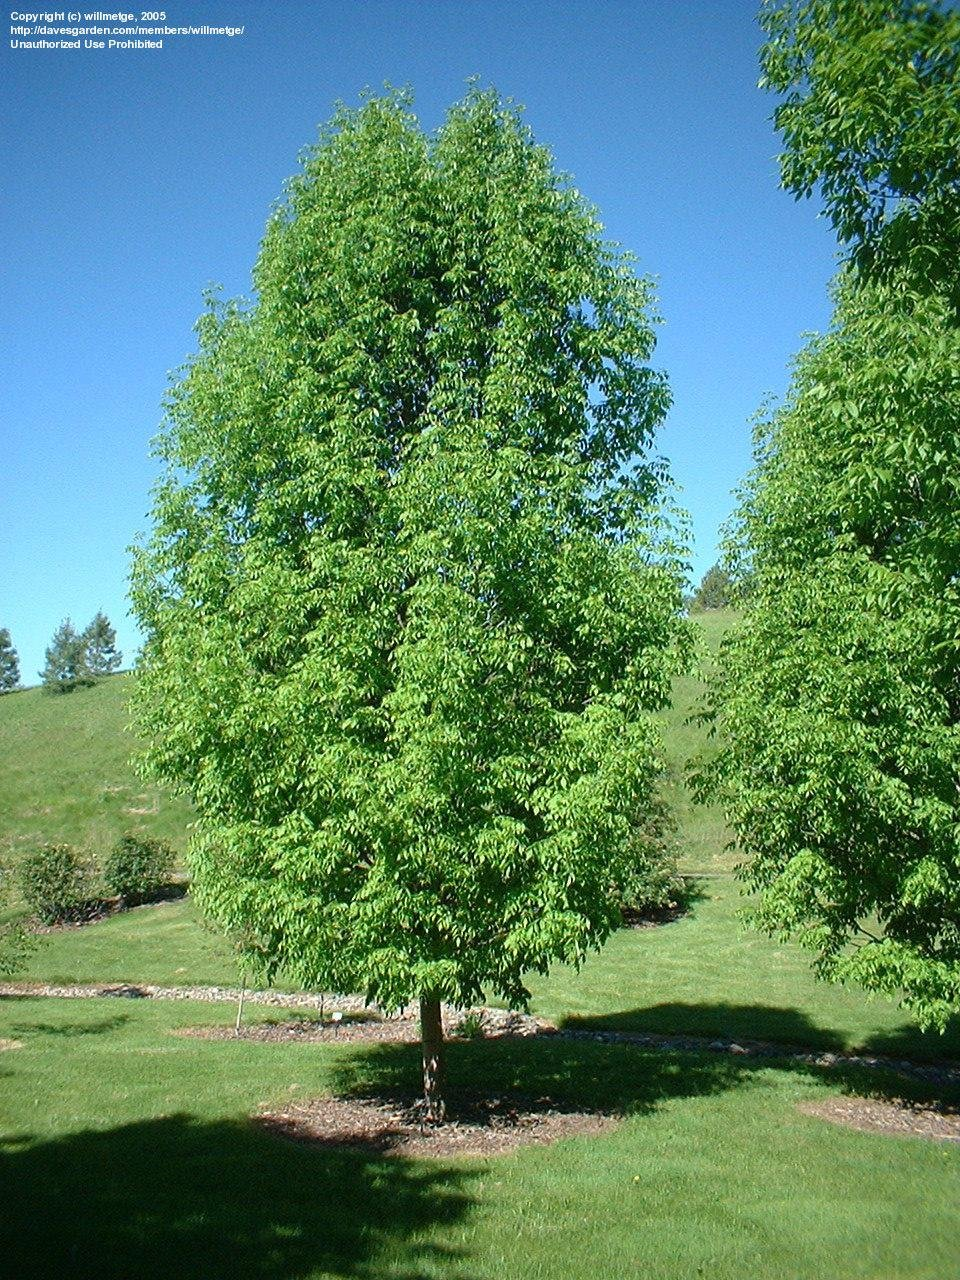 Copyright (c) willmetge, 2005
http://davesgarden.com/members/willmetge/
Unauthorized Use Prohibited